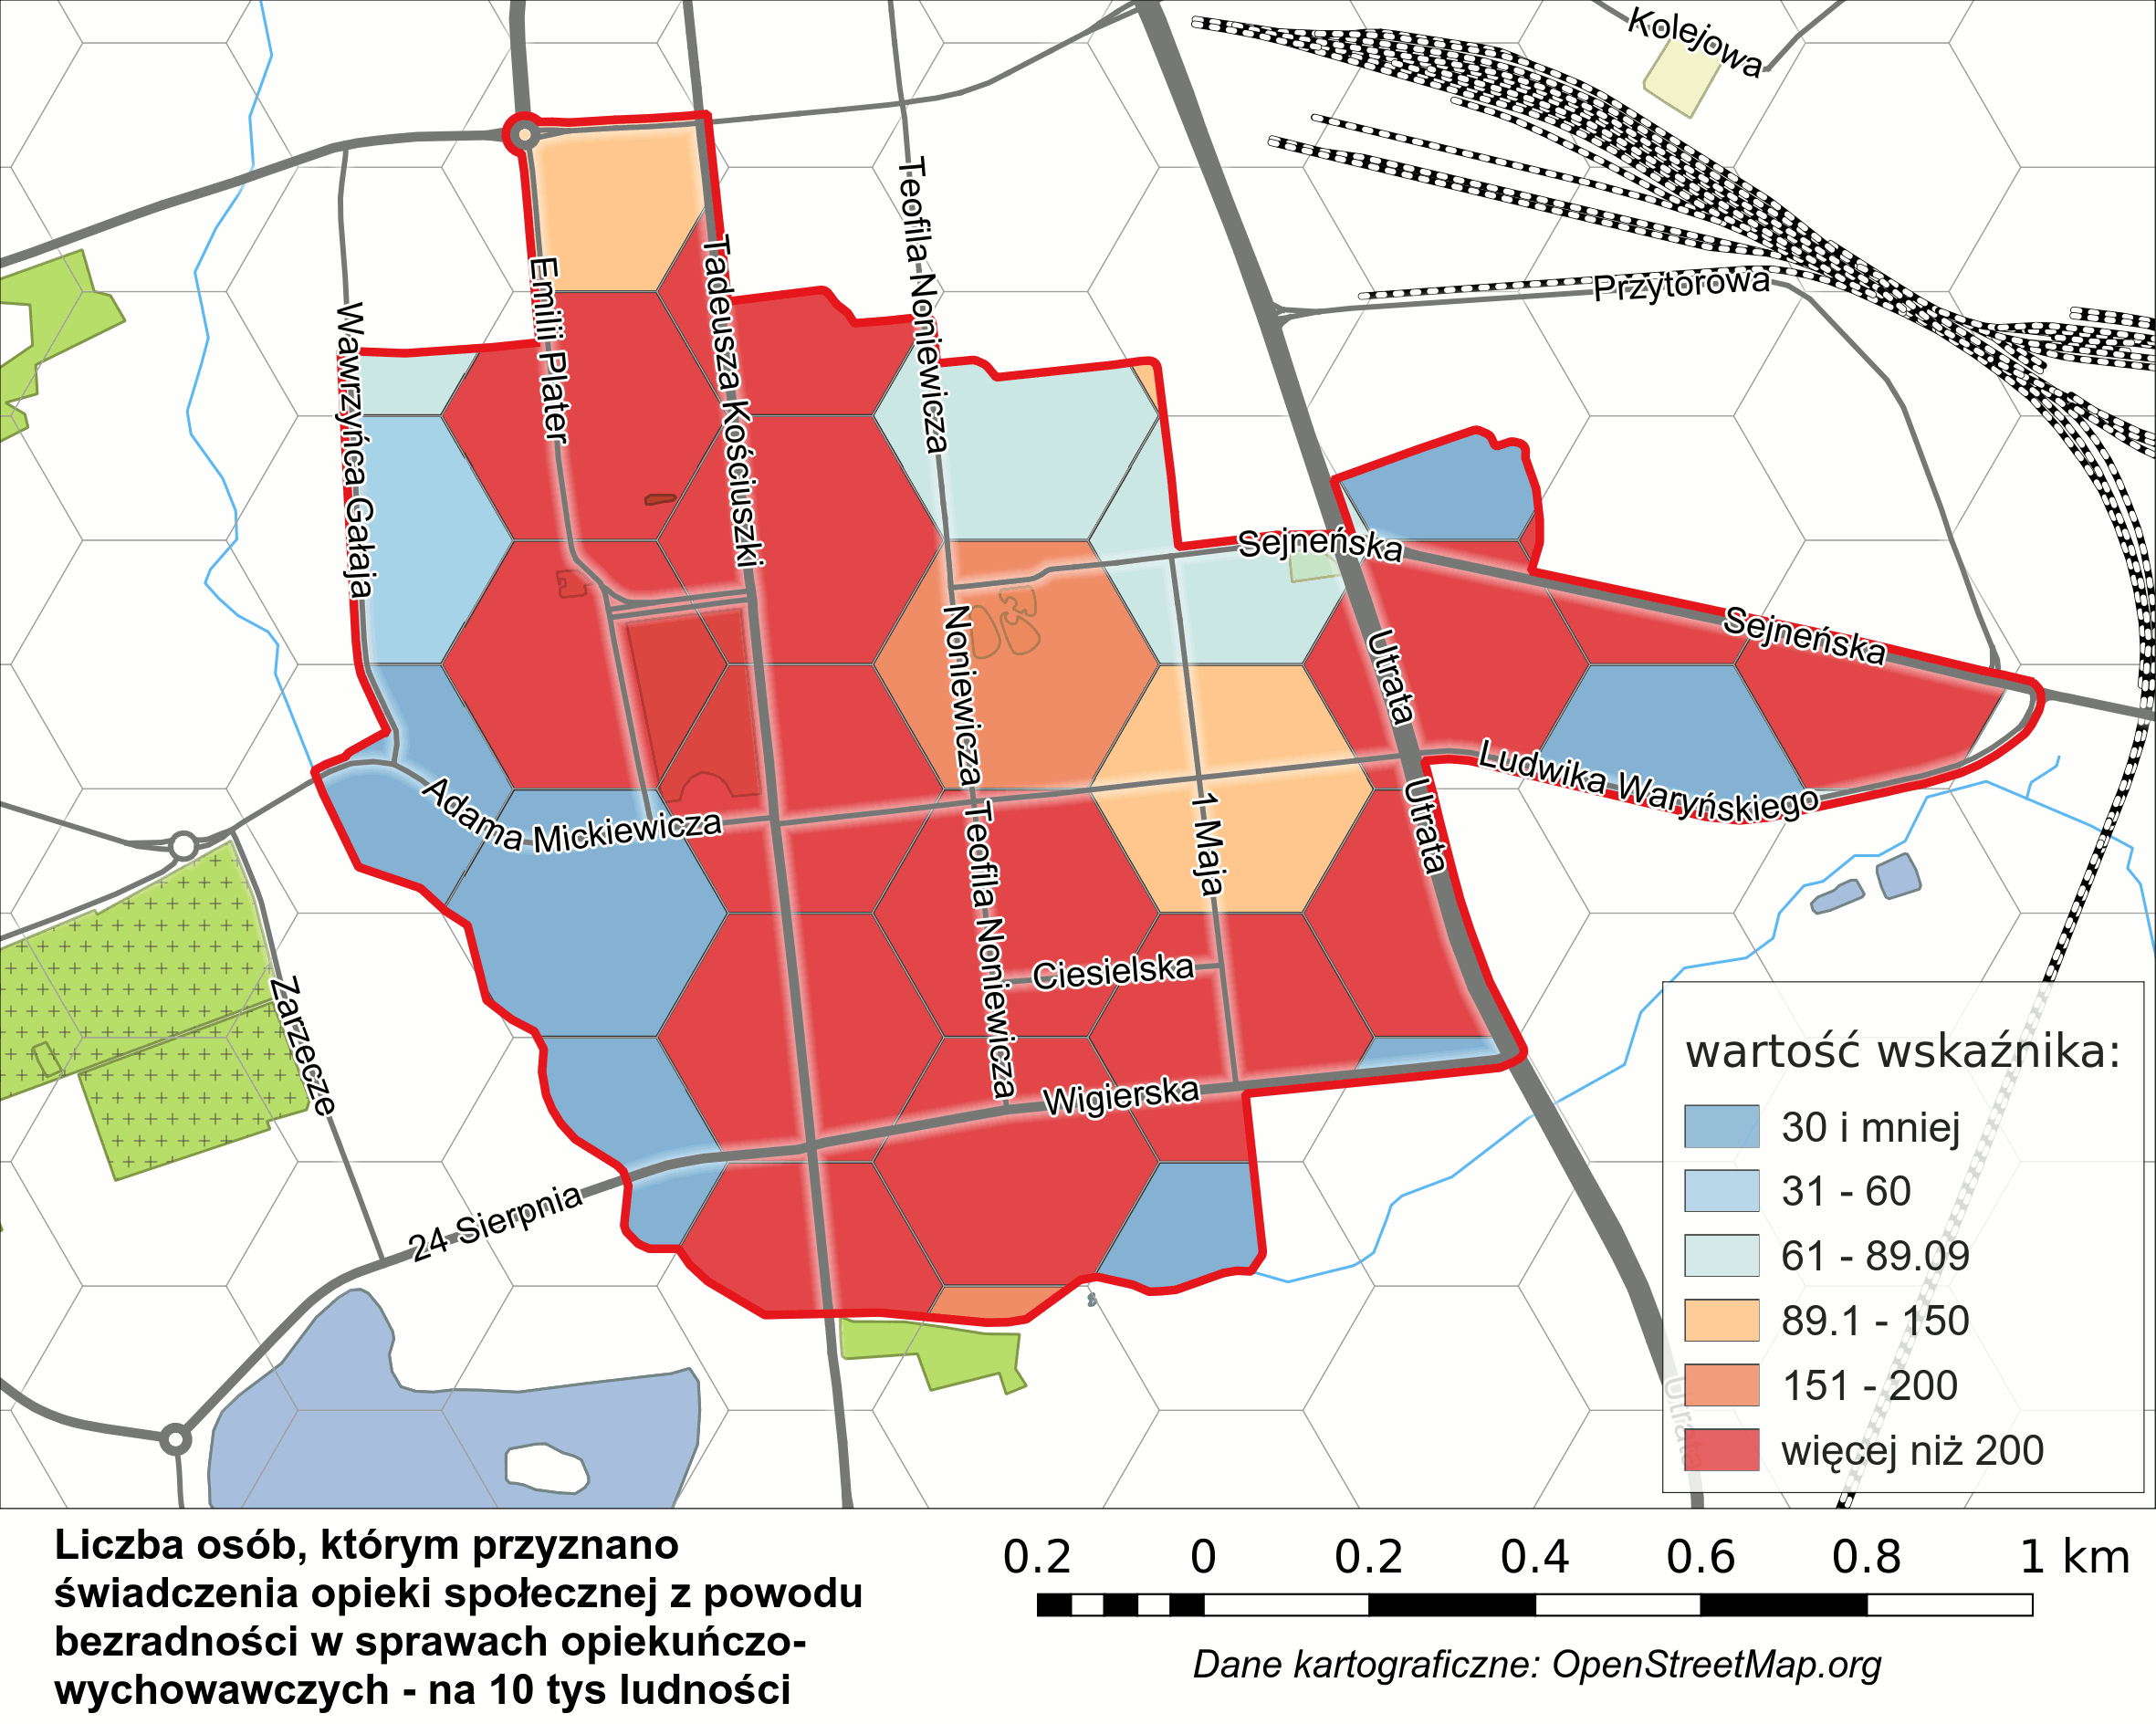 Kolejowa
Teofila Noniewicza
Tadeusza Kościuszki
Emilii Plater
Przytorowa
Wawrzyńca Gałaja
Sejneńska
Sejneńska
Noniewicza
Utrata
Ludwika Waryńskiego
Adama Mickiewicza
1 Maja
Utrata
Teofila Noniewicza
Ciesielska
Zarzecze
Wigierska
24 Sierpnia
wartość wskaźnika:
30 i mniej
31 - 60
61 - 89.09
89.1 - 150
151 - 200
więcej niż 200
Utrata
Liczba osób, którym przyznano
świadczenia opieki społecznej z powodu
bezradności w sprawach opiekuńczo-
wychowawczych - na 10 tys ludności
0.2 0 0.2 0.4 0.6 0.8 1 km
Dane kartograficzne: OpenStreetMap.org